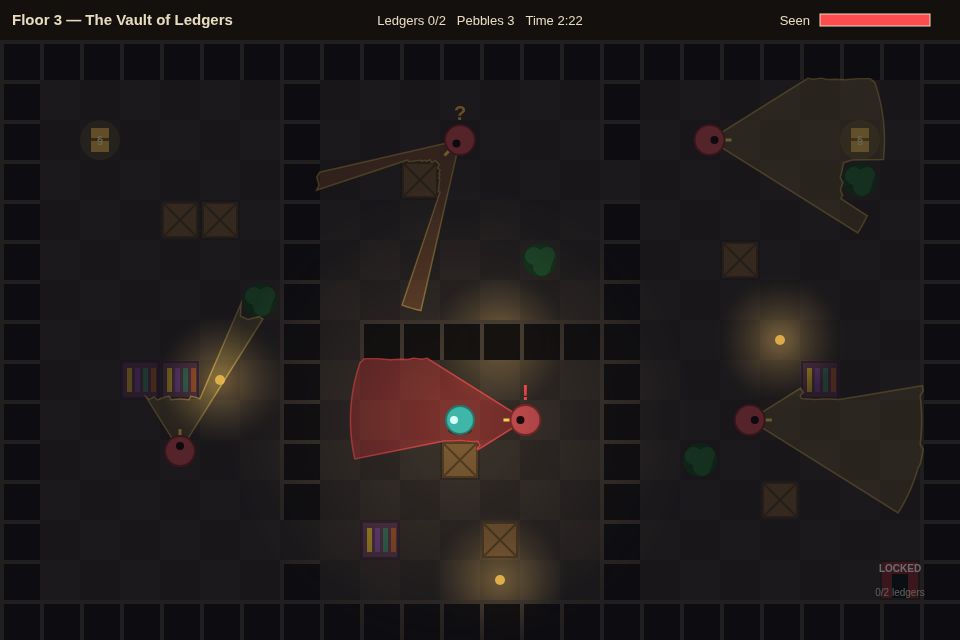 Floor 3 — The Vault of Ledgers
Ledgers 0/2 Pebbles 3 Time 2:22
Seen
?
!
LOCKED
0/2 ledgers